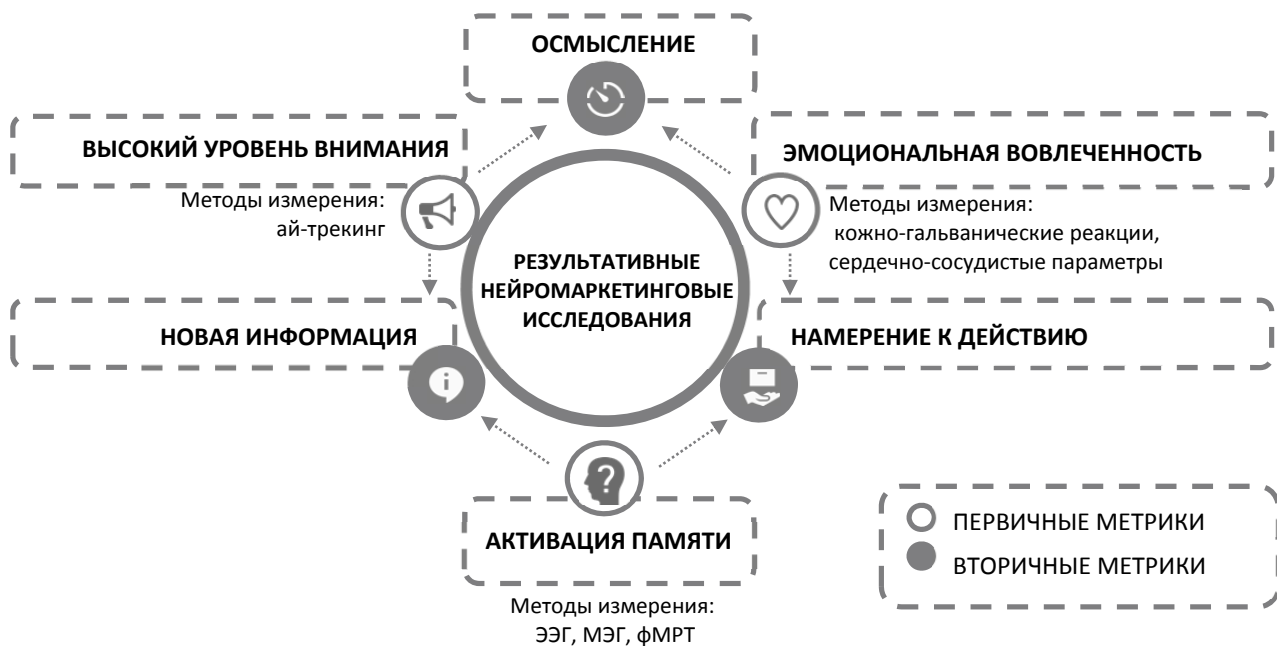 ОСМЫСЛЕНИЕ
ВЫСОКИЙ УРОВЕНЬ ВНИМАНИЯ
Методы измерения:
ай-трекинг
ЭМОЦИОНАЛЬНАЯ ВОВЛЕЧЕННОСТЬ
Методы измерения:
кожно-гальванические реакции,
сердечно-сосудистые параметры
РЕЗУЛЬТАТИВНЫЕ
НЕЙРОМАРКЕТИНГОВЫЕ
ИССЛЕДОВАНИЯ
НОВАЯ ИНФОРМАЦИЯ
НАМЕРЕНИЕ К ДЕЙСТВИЮ
АКТИВАЦИЯ ПАМЯТИ
Методы измерения:
ЭЭГ, МЭГ, фМРТ
ПЕРВИЧНЫЕ МЕТРИКИ
ВТОРИЧНЫЕ МЕТРИКИ